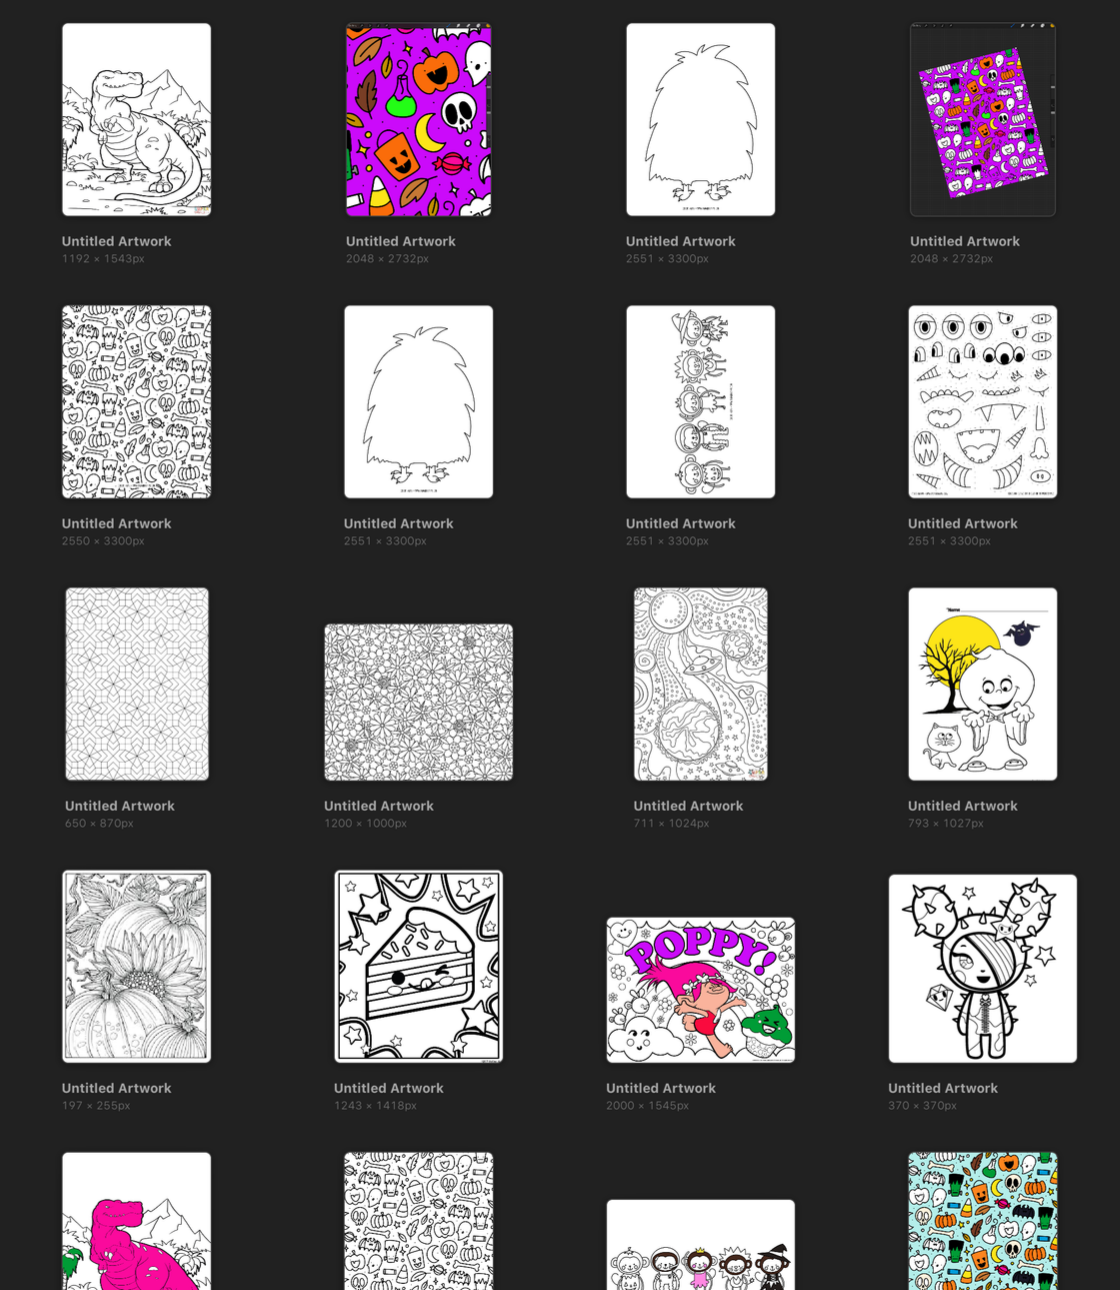 Untitled Artwork
1192 × 1543px
Untitled Artwork
2048 × 2732px
Untitled Artwork
2551 × 3300px
Untitled Artwork
2048 × 2732px
Untitled Artwork
2550 × 3300px
Untitled Artwork
2551 × 3300px
Untitled Artwork
2551 × 3300px
Untitled Artwork
2551 × 3300px
Name
Untitled Artwork
650 × 870px
Untitled Artwork
1200 × 1000px
Untitled Artwork
711 × 1024px
Untitled Artwork
793 × 1027px
POPPY!
Untitled Artwork
197 × 255px
Untitled Artwork
1243 × 1418px
Untitled Artwork
2000 × 1545px
Untitled Artwork
370 × 370px